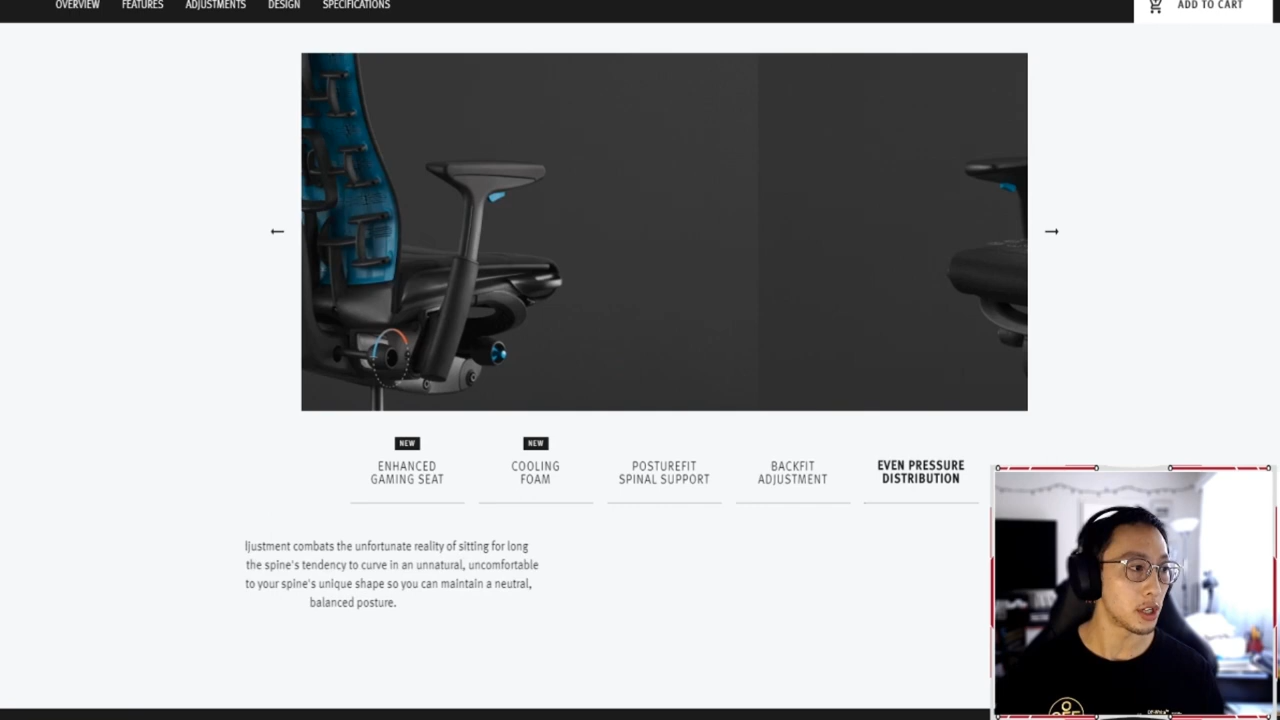 OVERVIEW FEATURES ADJUSTMENTS DESIGN SPECIFICATIONS ADD TO CART
NEW
ENHANCED
GAMING SEAT
NEW
COOLING
FOAM
POSTUREFIT
SPINAL SUPPORT
BACKFIT
ADJUSTMENT
EVEN PRESSURE
DISTRIBUTION
ljustment combats the unfortunate reality of sitting for long
the spine's tendency to curve in an unnatural, uncomfortable
to your spine's unique shape so you can maintain a neutral,
balanced posture.